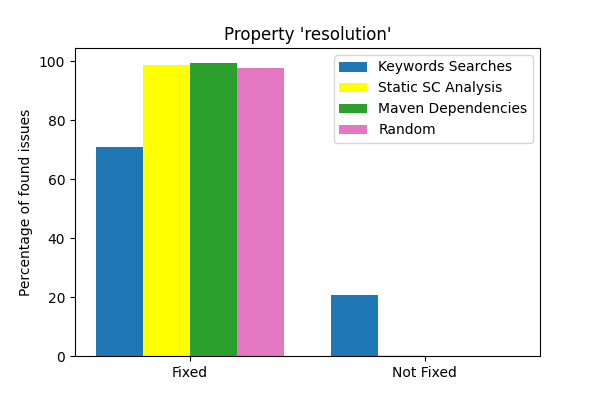 Property 'resolution'
Percentage of found issues
100
80
60
40
20
0
Keywords Searches
Static SC Analysis
Maven Dependencies
Random
Fixed
Not Fixed